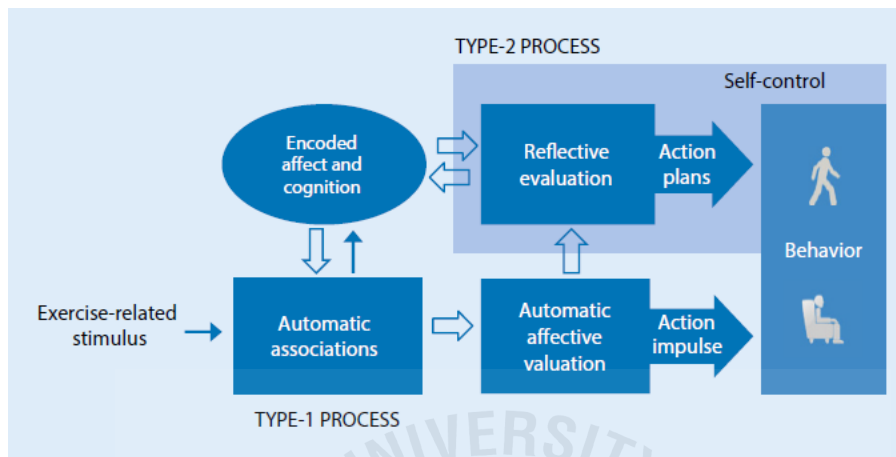 TYPE-2 PROCESS
Self-control
Encoded
affect and
cognition
Reflective
evaluation
Action
plans
Behavior
Exercise-related
stimulus
Automatic
associations
Automatic
affective
valuation
Action
impulse
TYPE-1 PROCESS
UNIVERSITY